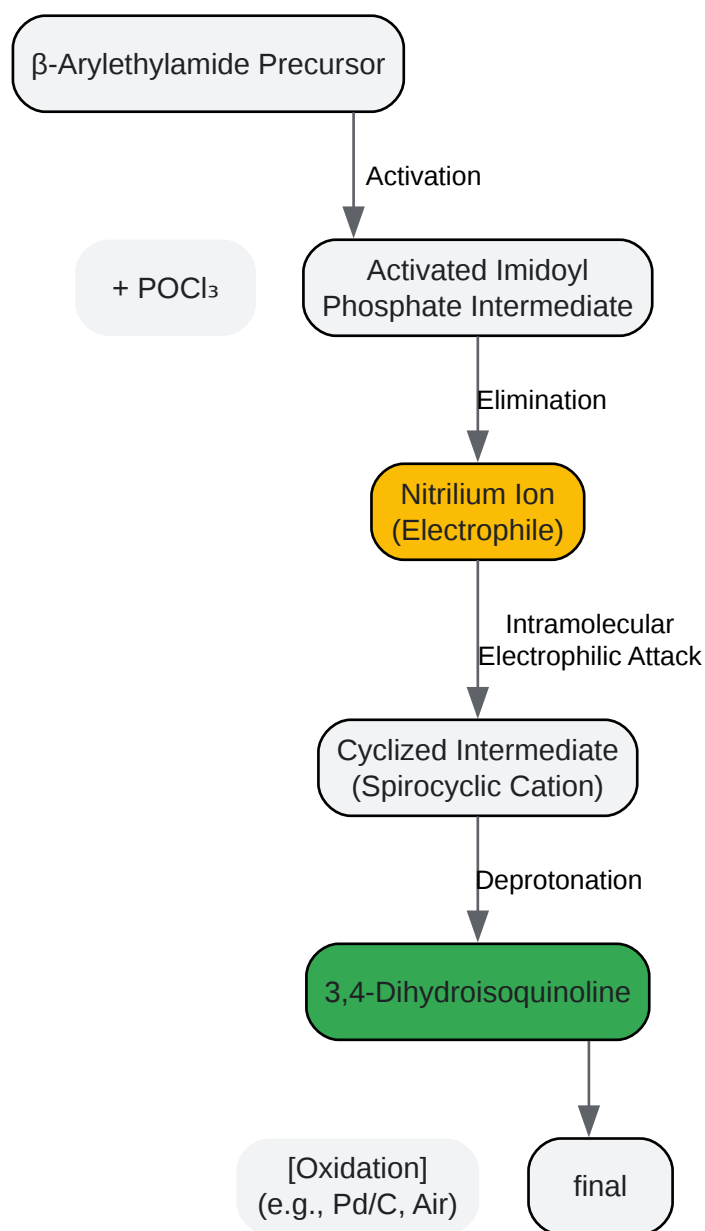 β-Arylethylamide Precursor
Activation
+ POCl₃
Activated Imidoyl
Phosphate Intermediate
Elimination
Nitrilium Ion
(Electrophile)
Intramolecular
Electrophilic Attack
Cyclized Intermediate
(Spirocyclic Cation)
Deprotonation
3,4-Dihydroisoquinoline
[Oxidation]
(e.g., Pd/C, Air)
final